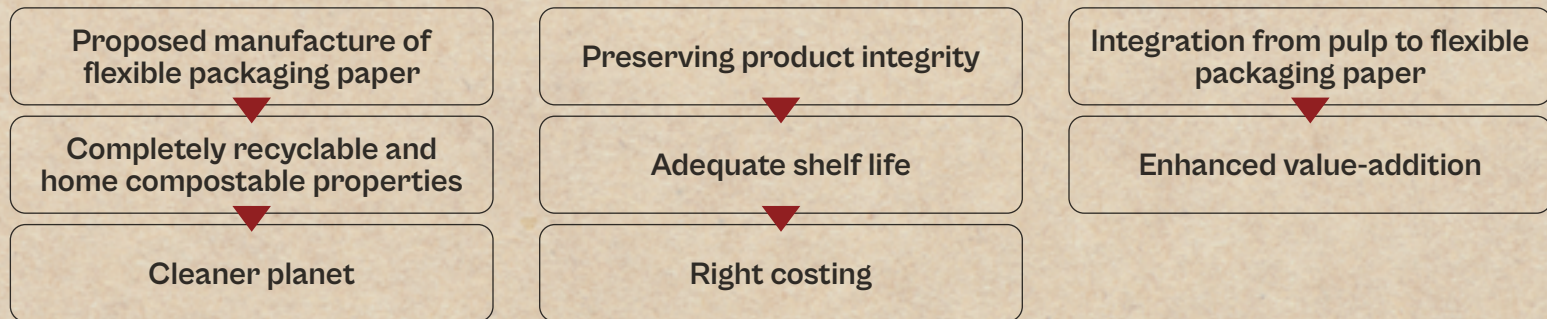 Proposed manufacture of
flexible packaging paper
Completely recyclable and
home compostable properties
Cleaner planet
Preserving product integrity
Adequate shelf life
Right costing
Integration from pulp to flexible
packaging paper
Enhanced value-addition